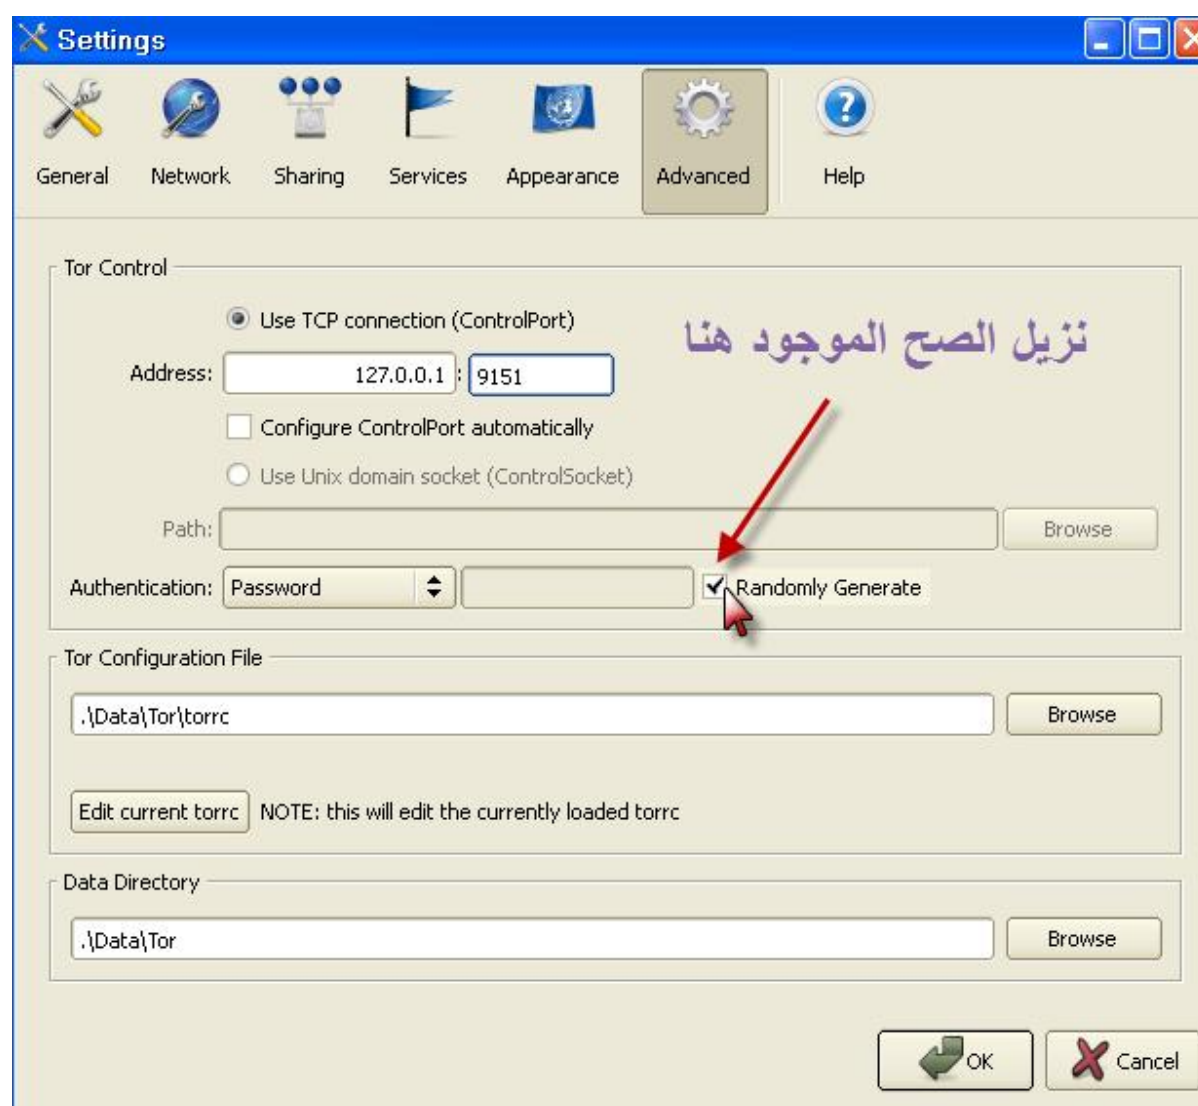 Settings
General Network Sharing Services Appearance Advanced Help
Tor Control
Use TCP connection (ControlPort)
نزيل الصح الموجود هنا
Address: 127.0.0.1 : 9151
Configure ControlPort automatically
Use Unix domain socket (ControlSocket)
Path: Browse
Authentication: Password Randomly Generate
Tor Configuration File
.\Data\Tor\torrc Browse
Edit current torrc NOTE: this will edit the currently loaded torrc
Data Directory
.\Data\Tor Browse
OK Cancel